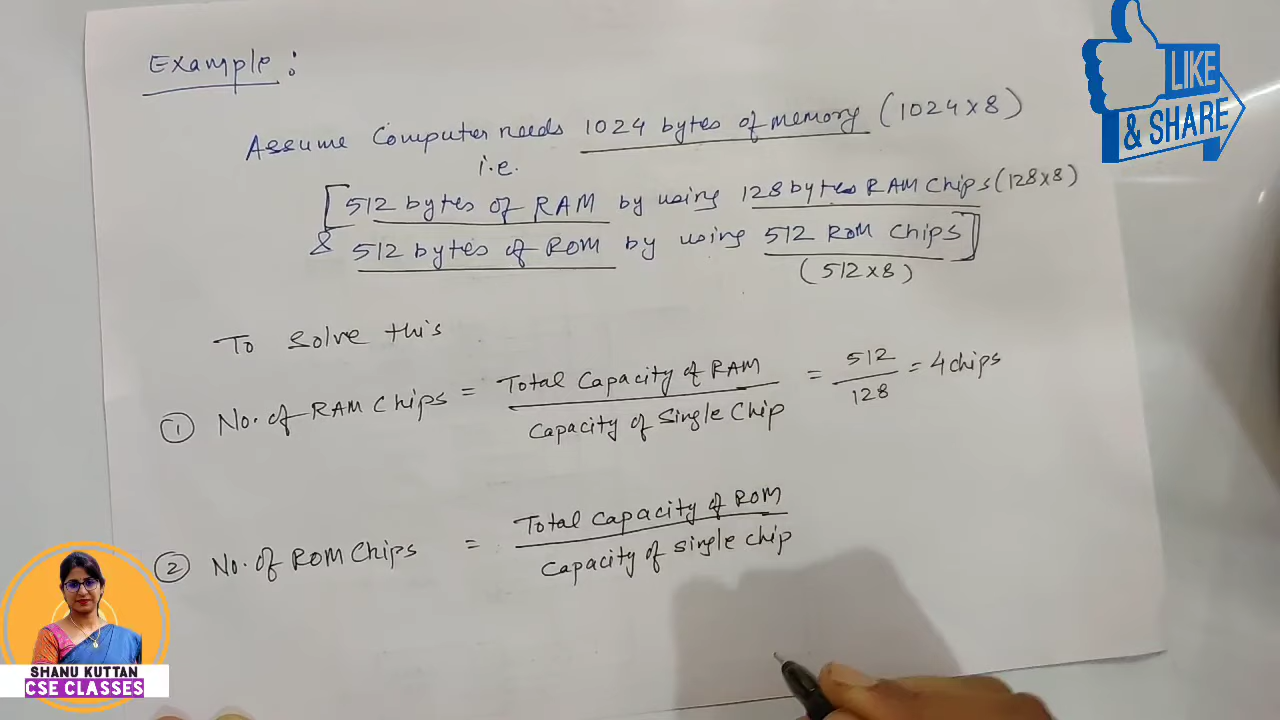 Example :
LIKE
& SHARE
Assume Computer needs 1024 bytes of memory (1024 x 8)
i.e.
[512 bytes of RAM by using 128 bytes RAM Chips (128 x 8)
& 512 bytes of ROM by using 512 ROM Chips]
(512 x 8)
To solve this
① No. of RAM Chips = Total Capacity of RAM / Capacity of Single Chip = 512 / 128 = 4 chips
② No. of ROM Chips = Total Capacity of ROM / Capacity of single chip
SHANU KUTTAN
CSE CLASSES